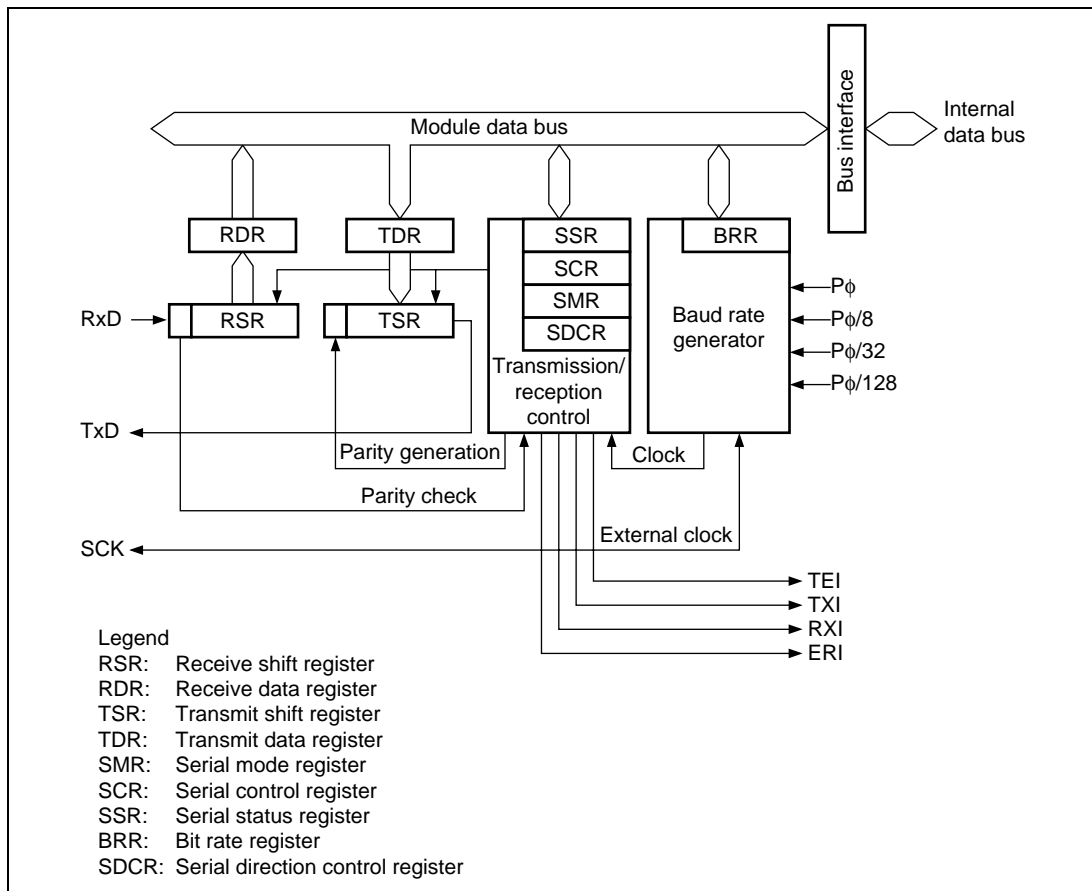 Bus interface
Internal
data bus
Module data bus
RDR
TDR
SSR
BRR
SCR
SMR
SDCR
RxD
RSR
TSR
Transmission/
reception
control
Baud rate
generator
Pϕ
Pϕ/8
Pϕ/32
Pϕ/128
TxD
Parity generation
Clock
Parity check
SCK
External clock
TEI
TXI
RXI
ERI
Legend
RSR: Receive shift register
RDR: Receive data register
TSR: Transmit shift register
TDR: Transmit data register
SMR: Serial mode register
SCR: Serial control register
SSR: Serial status register
BRR: Bit rate register
SDCR: Serial direction control register